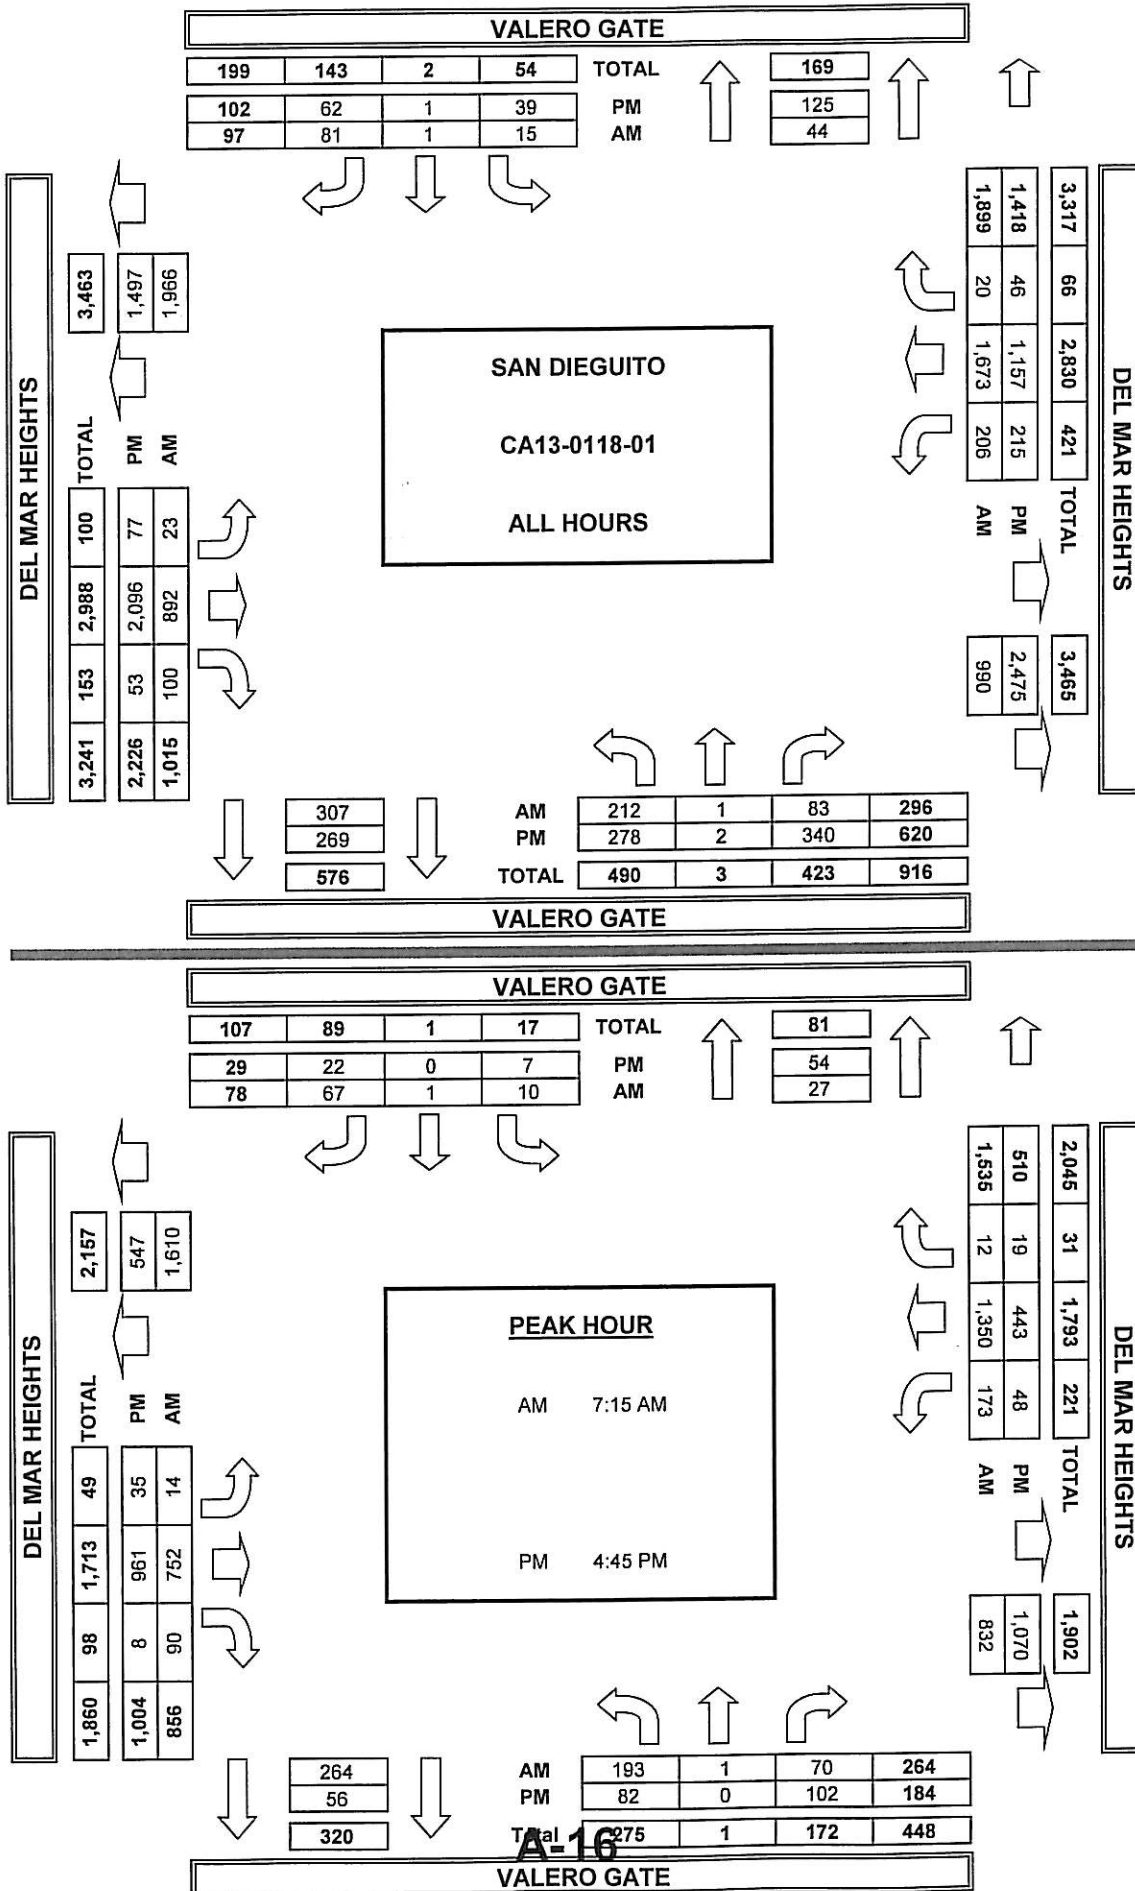 VALERO GATE
199 143 2 54 TOTAL 169
102 62 1 39 PM 125
97 81 1 15 AM 44
DEL MAR HEIGHTS
3,463
1,497
1,966
TOTAL
PM
AM
100 2,988 153 3,241
77 2,096 53 2,226
23 892 100 1,015
SAN DIEGUITO
CA13-0118-01
ALL HOURS
3,317 66 2,830 421 TOTAL
1,418 46 1,157 215 PM
1,899 20 1,673 206 AM
3,465
2,475
990
DEL MAR HEIGHTS
307 AM 212 1 83 296
269 PM 278 2 340 620
576 TOTAL 490 3 423 916
VALERO GATE
VALERO GATE
107 89 1 17 TOTAL 81
29 22 0 7 PM 54
78 67 1 10 AM 27
DEL MAR HEIGHTS
2,157
547
1,610
TOTAL
PM
AM
49 1,713 98 1,860
35 961 8 1,004
14 752 90 856
PEAK HOUR
AM 7:15 AM
PM 4:45 PM
2,045 31 1,793 221 TOTAL
510 19 443 48 PM
1,535 12 1,350 173 AM
1,902
1,070
832
DEL MAR HEIGHTS
264 AM 193 1 70 264
56 PM 82 0 102 184
320 Total 275 1 172 448
A-16
VALERO GATE